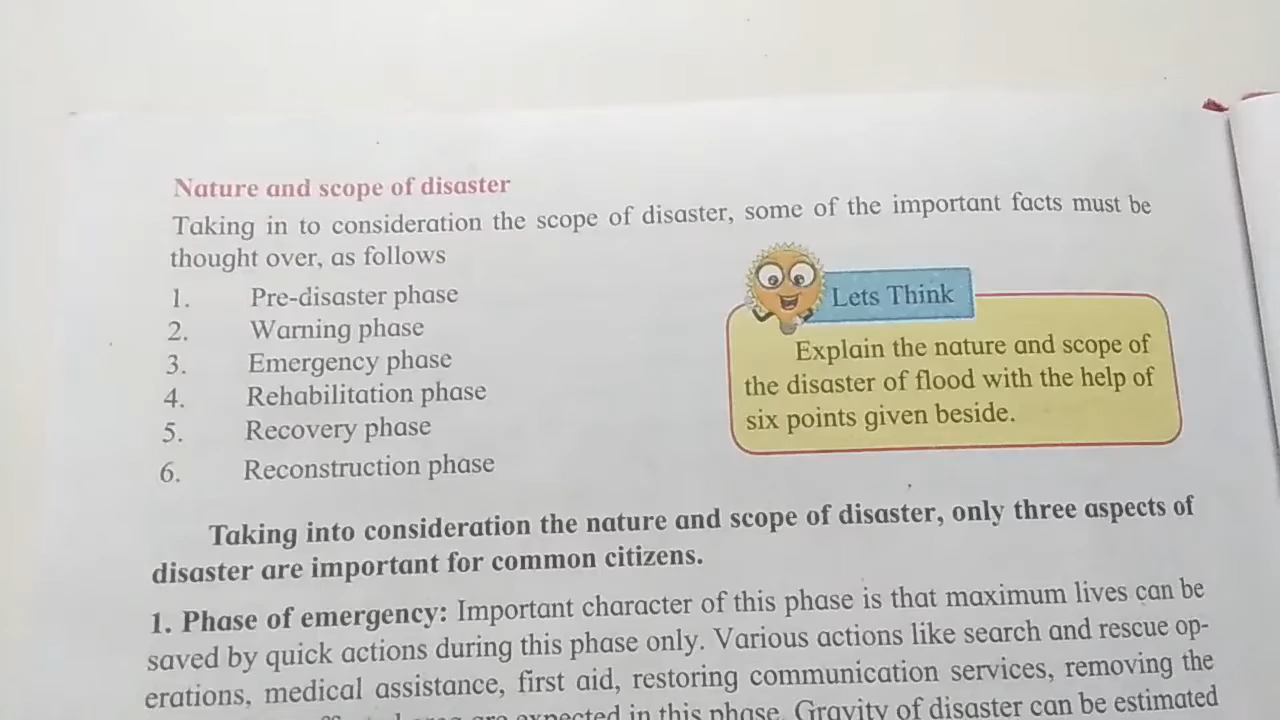 Nature and scope of disaster
Taking in to consideration the scope of disaster, some of the important facts must be
thought over, as follows
1. Pre-disaster phase
2. Warning phase
3. Emergency phase
4. Rehabilitation phase
5. Recovery phase
6. Reconstruction phase
Lets Think
Explain the nature and scope of
the disaster of flood with the help of
six points given beside.
Taking into consideration the nature and scope of disaster, only three aspects of
disaster are important for common citizens.
1. Phase of emergency: Important character of this phase is that maximum lives can be
saved by quick actions during this phase only. Various actions like search and rescue op-
erations, medical assistance, first aid, restoring communication services, removing the
are expected in this phase. Gravity of disaster can be estimated